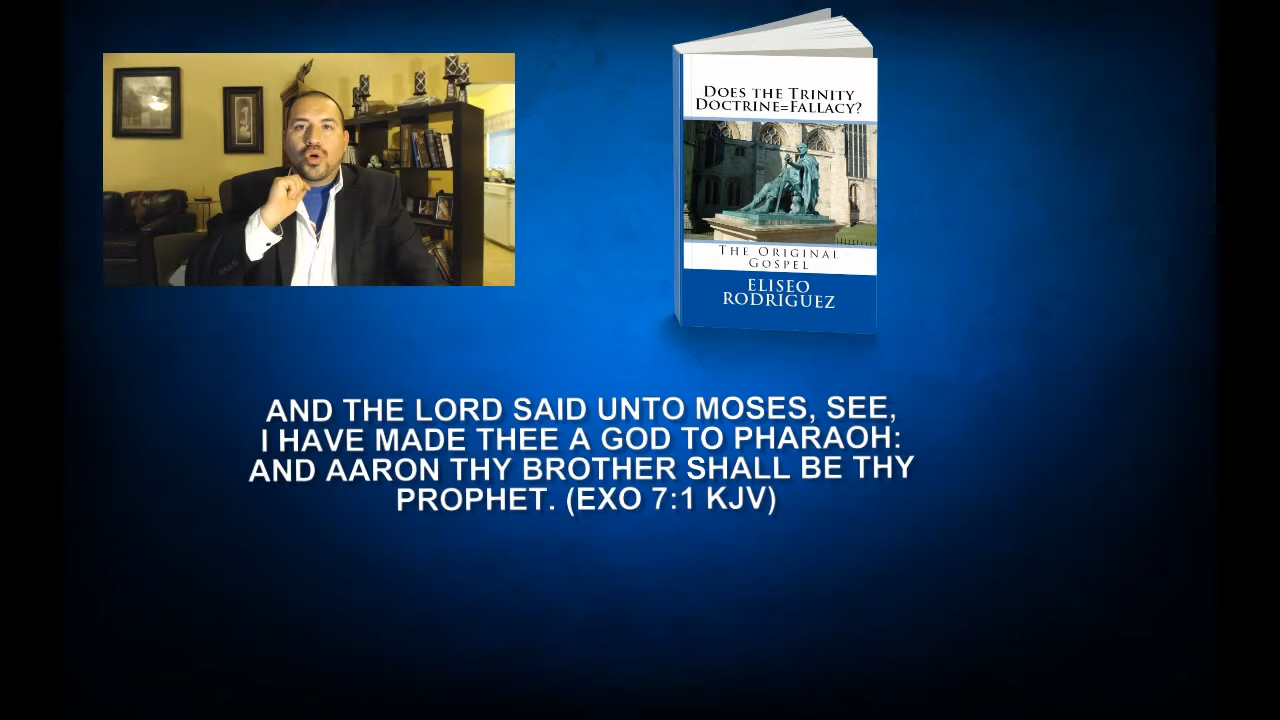 Does the Trinity
Doctrine=Fallacy?
The Original
Gospel
Eliseo
Rodriguez
AND THE LORD SAID UNTO MOSES, SEE,
I HAVE MADE THEE A GOD TO PHARAOH:
AND AARON THY BROTHER SHALL BE THY
PROPHET. (EXO 7:1 KJV)